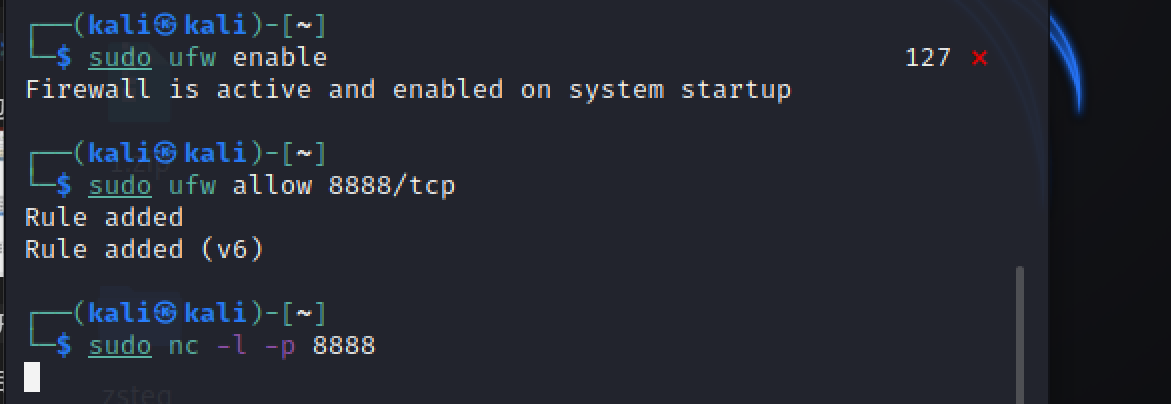 ┌──(kali㉿kali)-[~]
└─$ sudo ufw enable 127 ⨯
Firewall is active and enabled on system startup
┌──(kali㉿kali)-[~]
└─$ sudo ufw allow 8888/tcp
Rule added
Rule added (v6)
┌──(kali㉿kali)-[~]
└─$ sudo nc -l -p 8888
zsteg